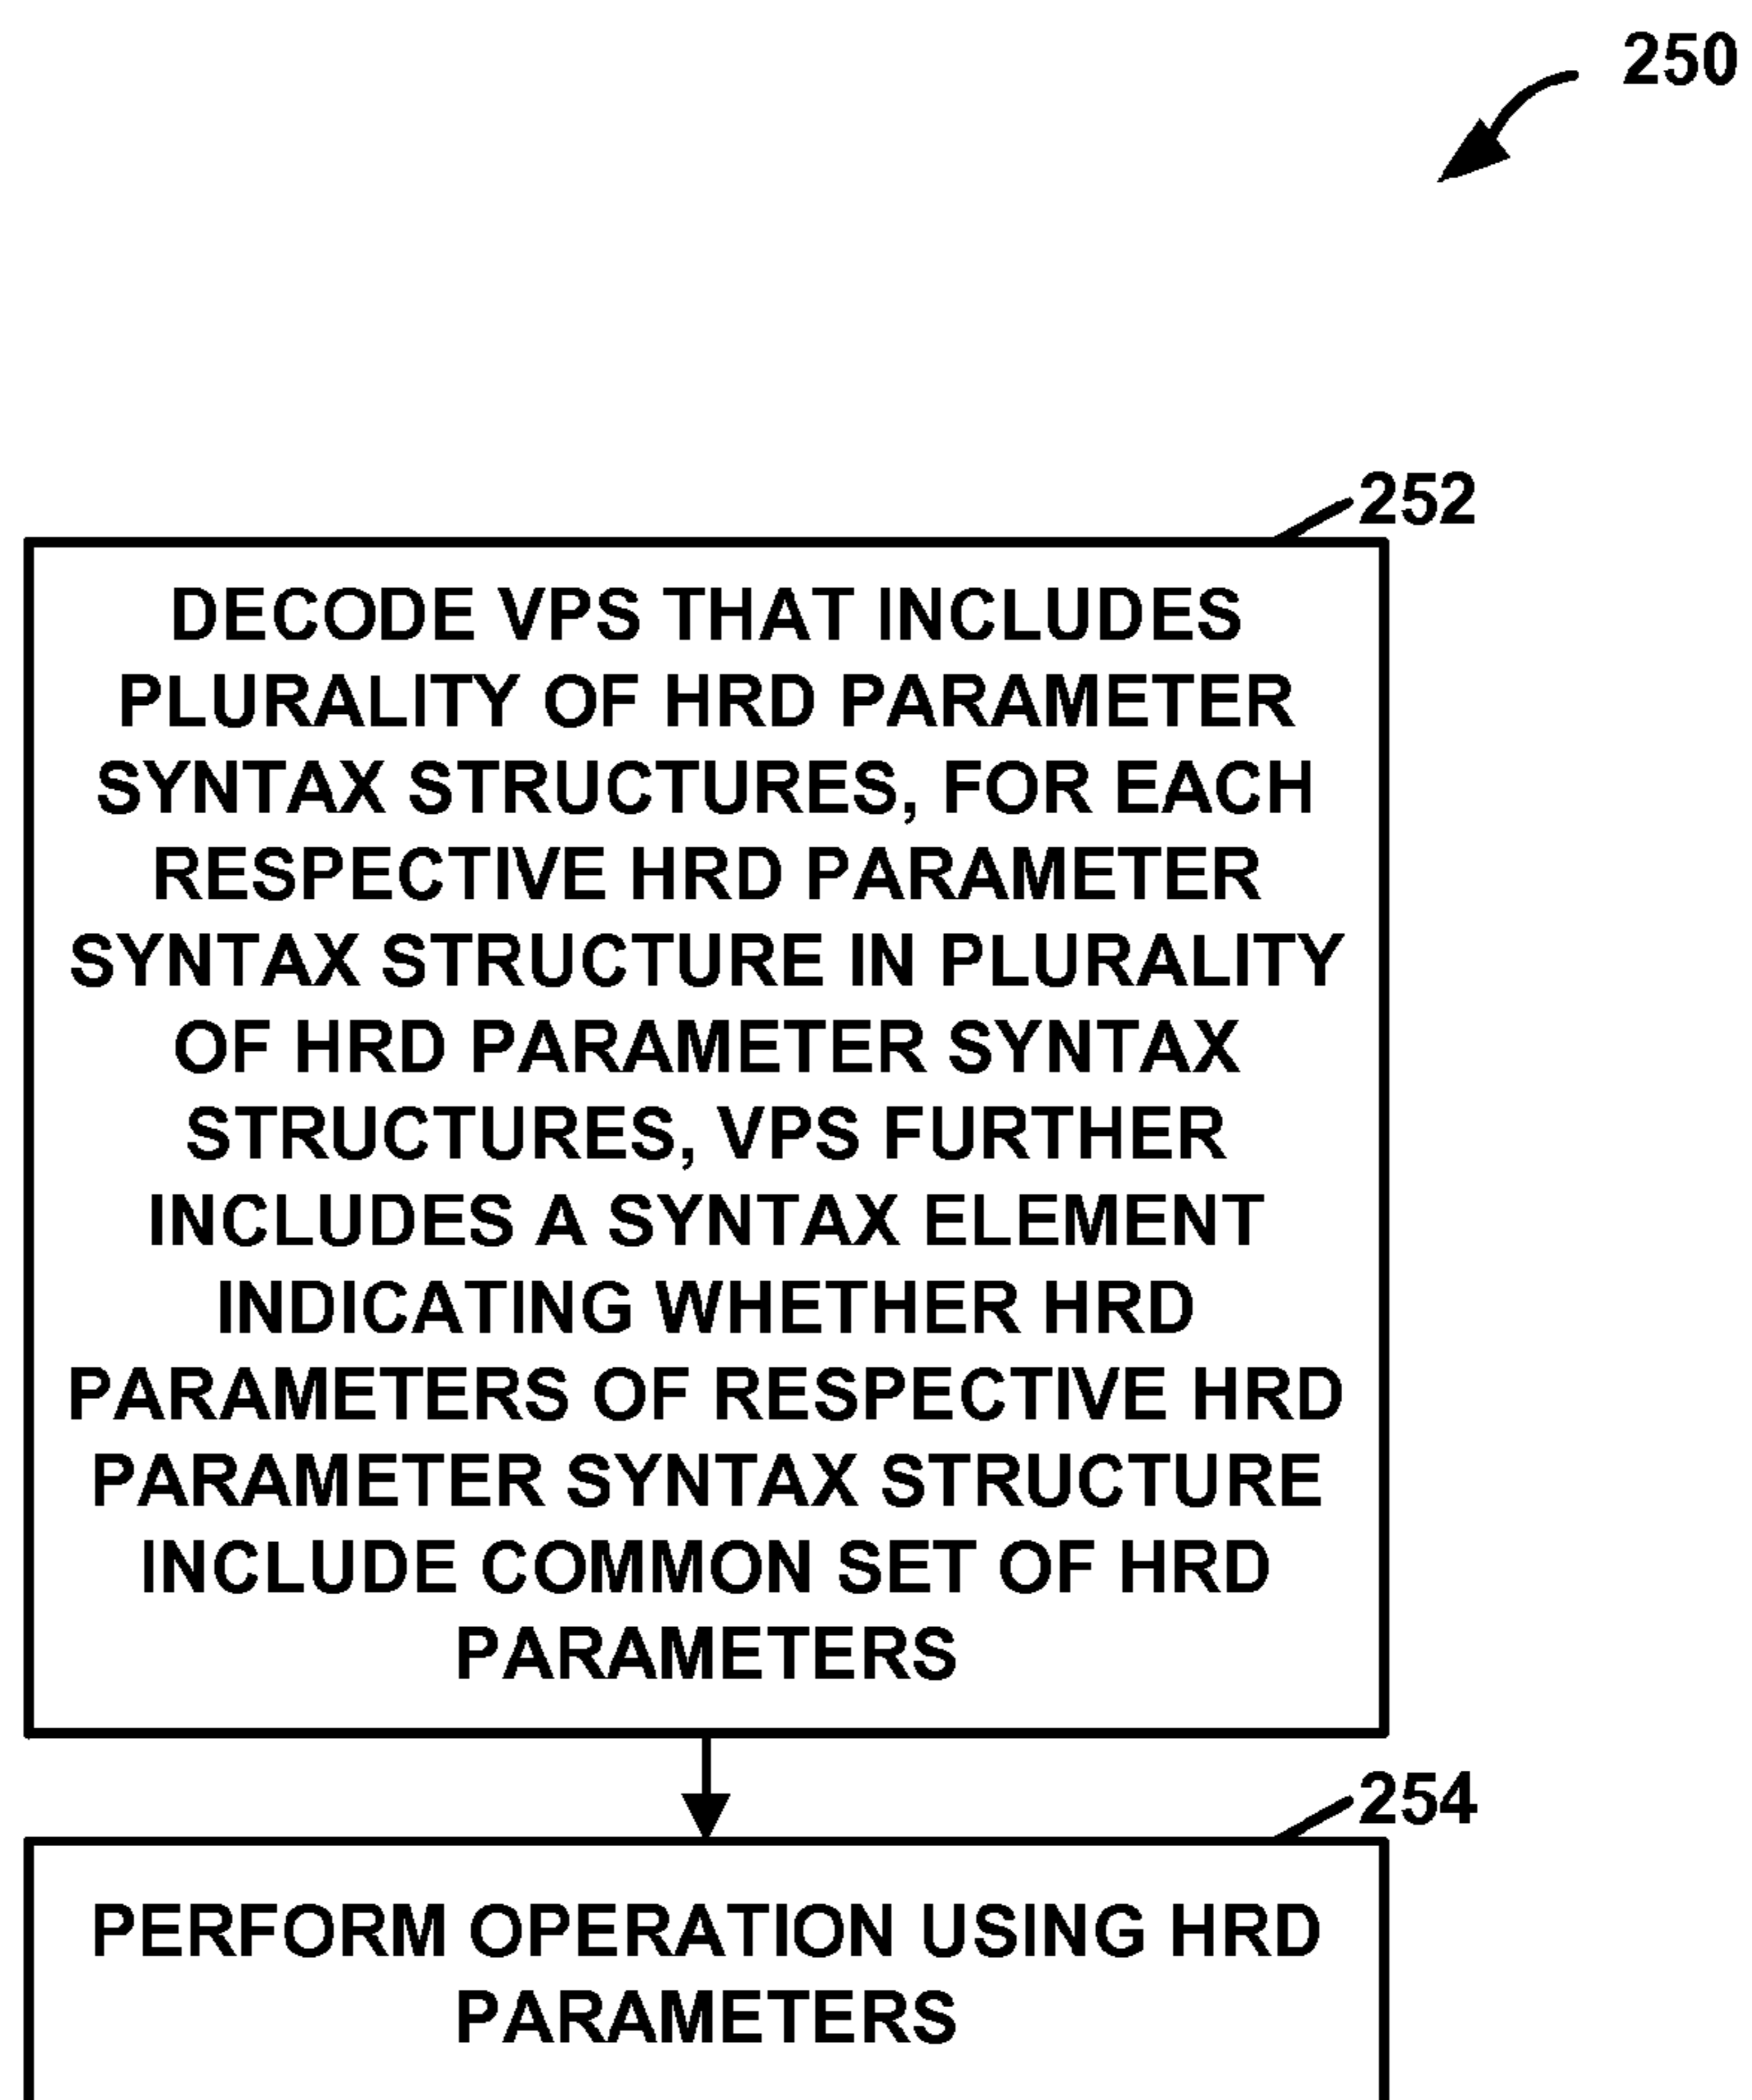 250
252
DECODE VPS THAT INCLUDES
PLURALITY OF HRD PARAMETER
SYNTAX STRUCTURES, FOR EACH
RESPECTIVE HRD PARAMETER
SYNTAX STRUCTURE IN PLURALITY
OF HRD PARAMETER SYNTAX
STRUCTURES, VPS FURTHER
INCLUDES A SYNTAX ELEMENT
INDICATING WHETHER HRD
PARAMETERS OF RESPECTIVE HRD
PARAMETER SYNTAX STRUCTURE
INCLUDE COMMON SET OF HRD
PARAMETERS
254
PERFORM OPERATION USING HRD
PARAMETERS